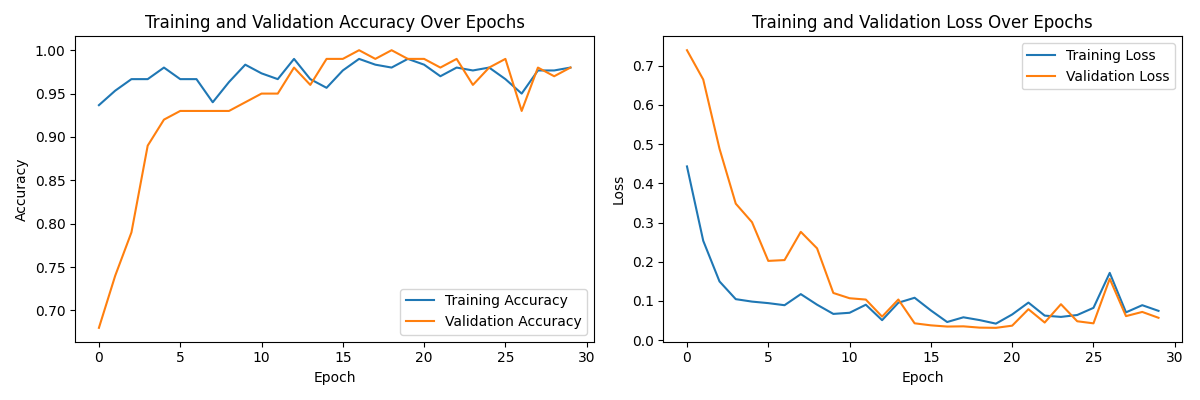 Training and Validation Accuracy Over Epochs
1.00
0.95
0.90
0.85
0.80
0.75
0.70
Accuracy
0
5
10
15
20
25
30
Epoch
Training Accuracy
Validation Accuracy
Training and Validation Loss Over Epochs
0.7
0.6
0.5
0.4
0.3
0.2
0.1
0.0
Loss
0
5
10
15
20
25
30
Epoch
Training Loss
Validation Loss